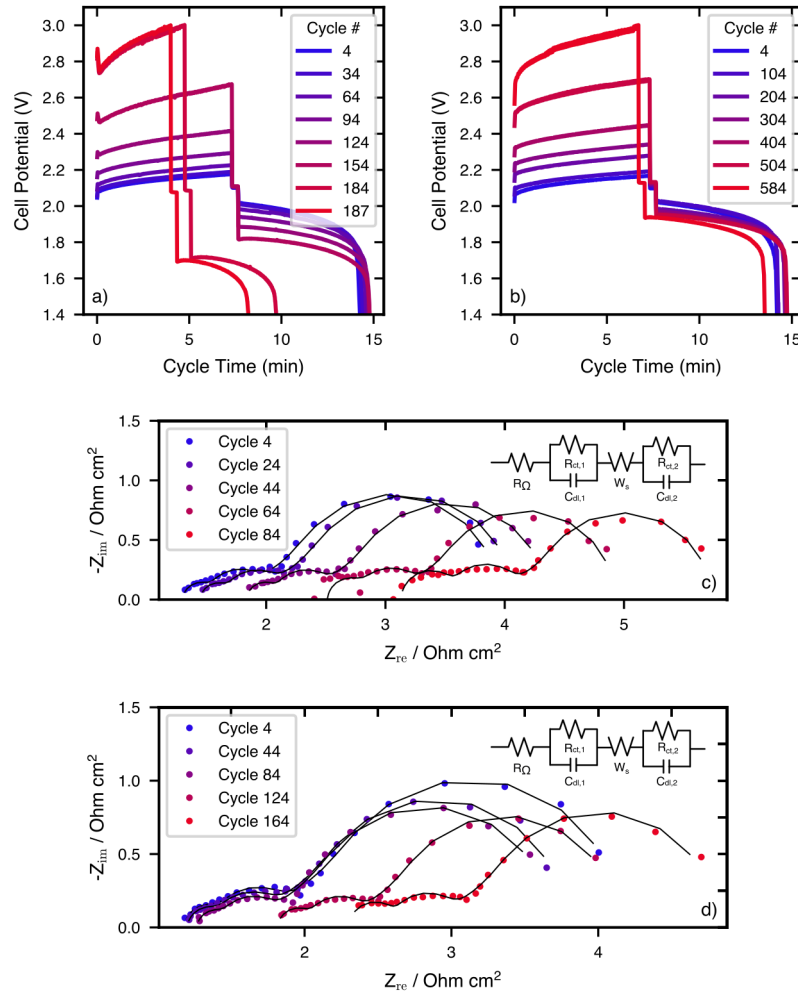 Cell Potential (V)
3.0
2.8
2.6
2.4
2.2
2.0
1.8
1.6
1.4
0
5
10
15
Cycle Time (min)
a)
Cycle #
4
34
64
94
124
154
184
187
Cell Potential (V)
3.0
2.8
2.6
2.4
2.2
2.0
1.8
1.6
1.4
0
5
10
15
Cycle Time (min)
b)
Cycle #
4
104
204
304
404
504
584
-Z_im / Ohm cm²
1.5
1.0
0.5
0.0
2
3
4
5
Z_re / Ohm cm²
Cycle 4
Cycle 24
Cycle 44
Cycle 64
Cycle 84
R_Ω
R_ct,1
C_dl,1
W_s
R_ct,2
C_dl,2
c)
-Z_im / Ohm cm²
1.5
1.0
0.5
0.0
2
3
4
Z_re / Ohm cm²
Cycle 4
Cycle 44
Cycle 84
Cycle 124
Cycle 164
R_Ω
R_ct,1
C_dl,1
W_s
R_ct,2
C_dl,2
d)